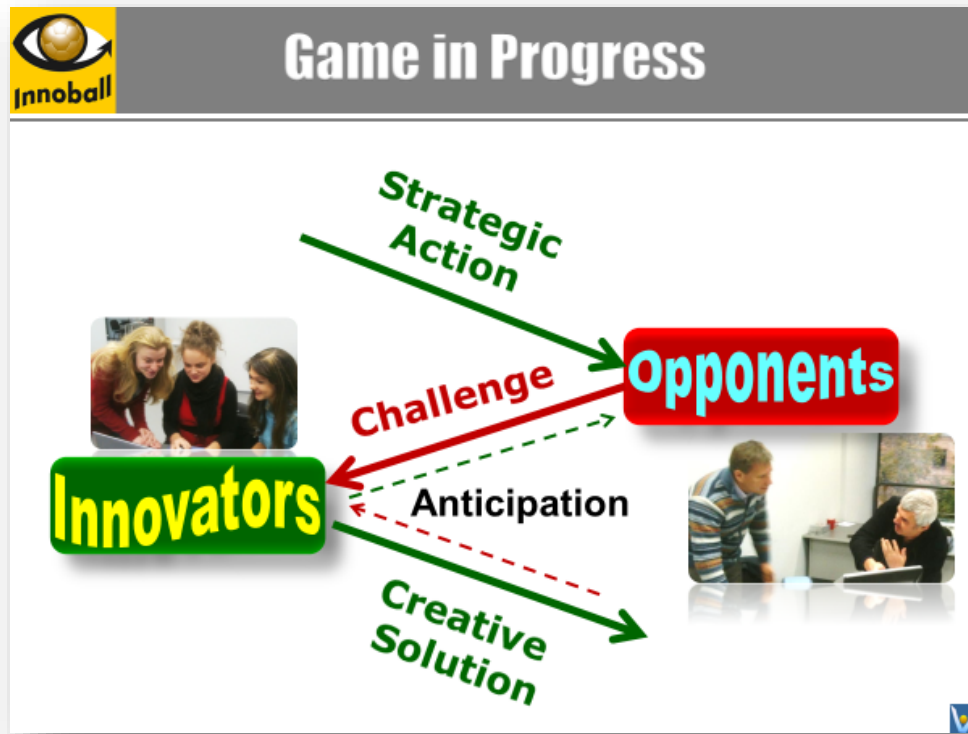 Innoball
Game in Progress
Strategic
Action
Opponents
Challenge
Innovators
Anticipation
Creative
Solution